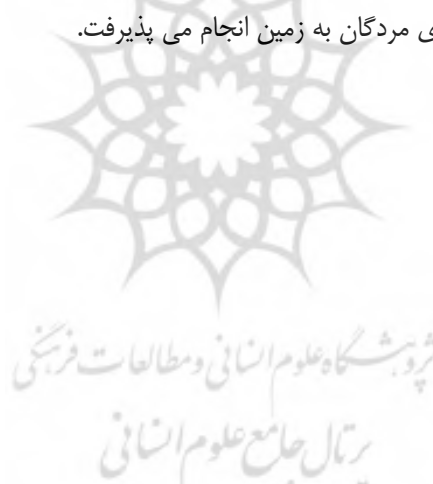 ی مردگان به زمین انجام می پذیرفت.
پژوهشگاه علوم انسانی و مطالعات فرهنگی
پرتال جامع علوم انسانی